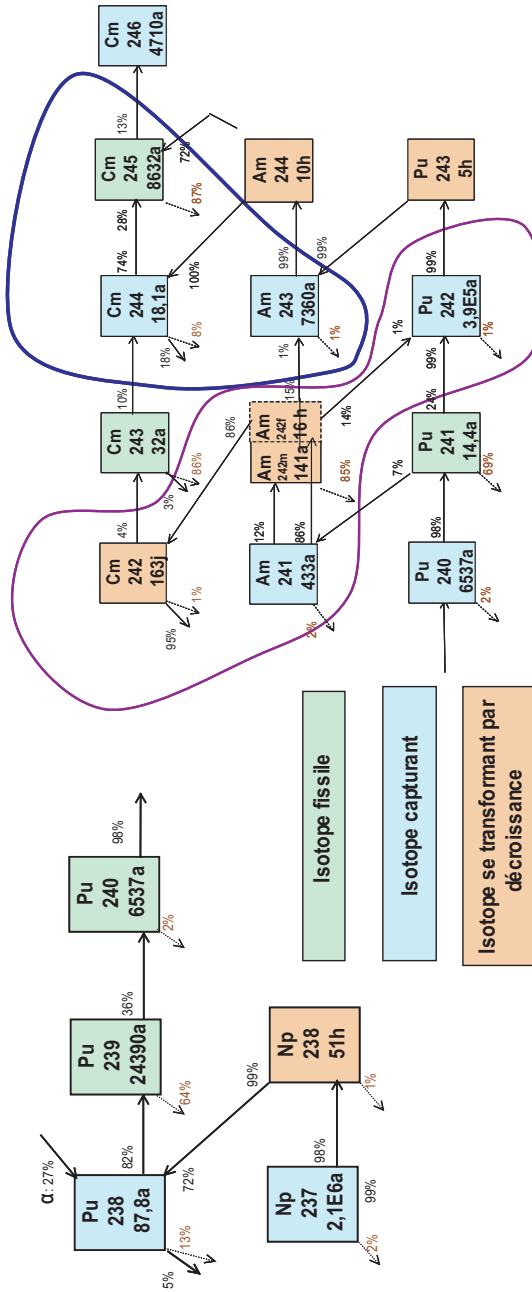 α: 27%
Pu
238
87,8a
5%
13%
82%
72%
Pu
239
24390a
64%
36%
Pu
240
6537a
2%
98%
Np
237
2,1E6a
2%
99%
98%
Np
238
51h
1%
99%
Isotope fissile
Isotope capturant
Isotope se transformant par
décroissance
Cm
242
163j
95%
1%
4%
Cm
243
32a
3%
86%
10%
Cm
244
18,1a
18%
8%
74%
28%
Cm
245
8632a
87%
72%
13%
Cm
246
4710a
Am
241
433a
2%
12%
86%
Am
242m
141a
Am
242f
16 h
85%
86%
14%
15%
1%
Am
243
7360a
1%
99%
Am
244
10h
100%
Pu
240
6537a
2%
98%
Pu
241
14,4a
69%
7%
24%
99%
Pu
242
3,9E5a
1%
1%
99%
Pu
243
5h
99%